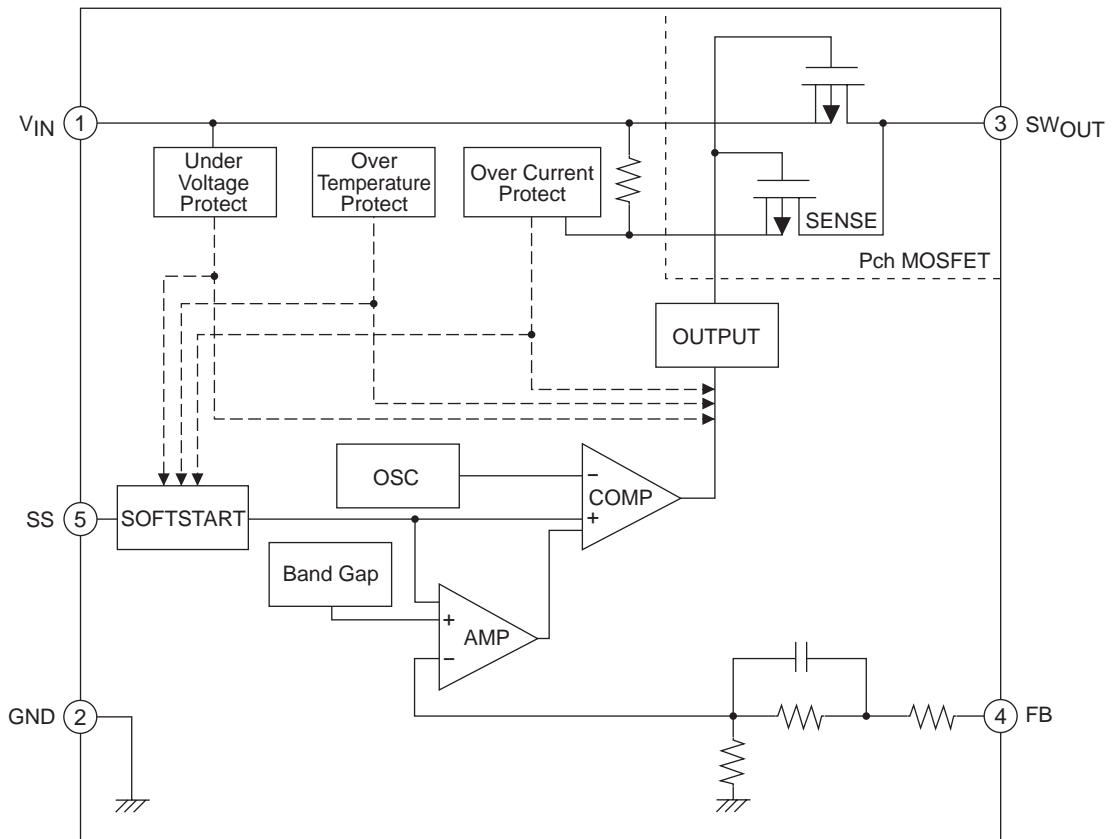 VIN
1
3
SWOUT
Under
Voltage
Protect
Over
Temperature
Protect
Over Current
Protect
SENSE
Pch MOSFET
OUTPUT
OSC
−
COMP
+
SS
5
SOFTSTART
Band Gap
+
AMP
−
GND
2
4
FB